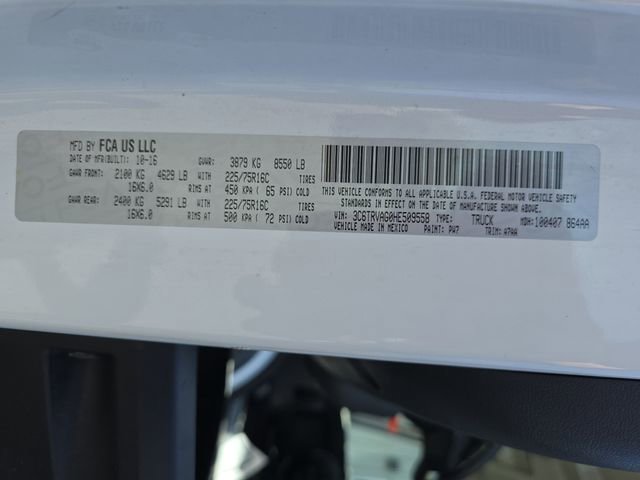 MFD BY FCA US LLC
DATE OF MFR(BUILT): 10-16 GVWR: 3879 KG 8550 LB
GAWR FRONT: 2100 KG 4629 LB WITH 225/75R16C TIRES
16X6.0 RIMS AT 450 KPA ( 65 PSI) COLD
GAWR REAR: 2400 KG 5291 LB WITH 225/75R16C TIRES
16X6.0 RIMS AT 500 KPA ( 72 PSI) COLD
THIS VEHICLE CONFORMS TO ALL APPLICABLE U.S.A. FEDERAL MOTOR VEHICLE SAFETY
STANDARDS IN EFFECT ON THE DATE OF MANUFACTURE SHOWN ABOVE.
VIN: 3C6TRVAG0HE509558 TYPE: TRUCK MDH: 100407 864AA
VEHICLE MADE IN MEXICO PAINT: PW7 TRIM: A7AA